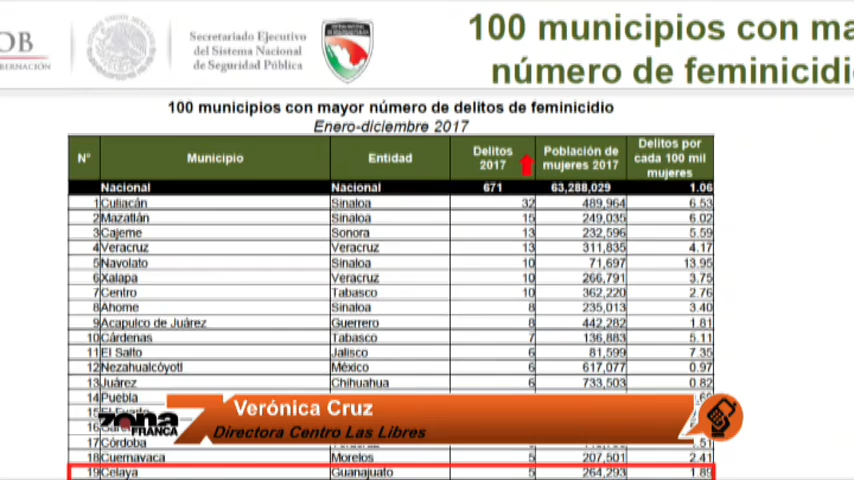 OB
BERNACIÓN
Secretariado Ejecutivo
del Sistema Nacional
de Seguridad Pública
100 municipios con ma
número de feminicidi
100 municipios con mayor número de delitos de feminicidio
Enero-diciembre 2017
N° Municipio Entidad Delitos 2017 Población de mujeres 2017 Delitos por cada 100 mil mujeres
Nacional Nacional 671 63,288,029 1.06
1 Culiacán Sinaloa 32 489,964 6.53
2 Mazatlán Sinaloa 15 249,035 6.02
3 Cajeme Sonora 13 232,596 5.59
4 Veracruz Veracruz 13 311,835 4.17
5 Navolato Sinaloa 10 71,697 13.95
6 Xalapa Veracruz 10 266,791 3.75
7 Centro Tabasco 10 362,220 2.76
8 Ahome Sinaloa 8 235,013 3.40
9 Acapulco de Juárez Guerrero 8 442,282 1.81
10 Cárdenas Tabasco 7 136,883 5.11
11 El Salto Jalisco 6 81,599 7.35
12 Nezahualcóyotl México 6 617,077 0.97
13 Juárez Chihuahua 6 733,503 0.82
14 Puebla
15
16
17 Córdoba
18 Cuernavaca Morelos 5 207,501 2.41
19 Celaya Guanajuato 5 264,293 1.89
zona
FRANCA
Verónica Cruz
Directora Centro Las Libres